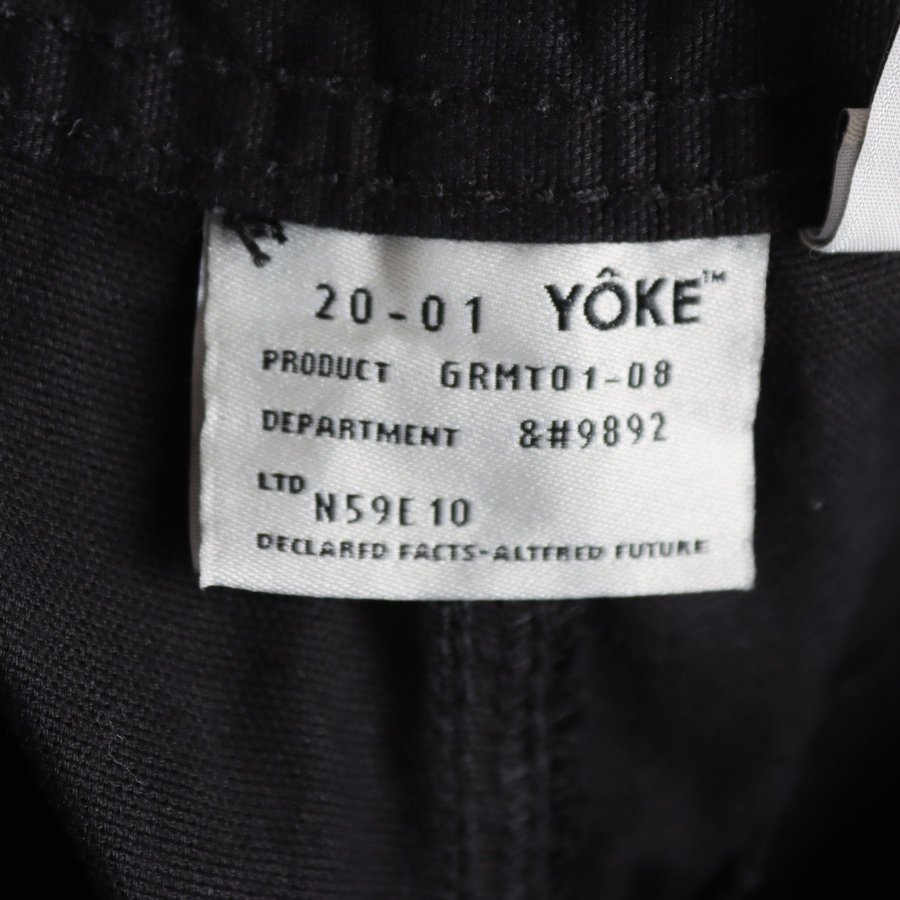 20-01 YÔKE™
PRODUCT GRMT01-08
DEPARTMENT &#9892
LTD N59E10
DECLARED FACTS-ALTERED FUTURE